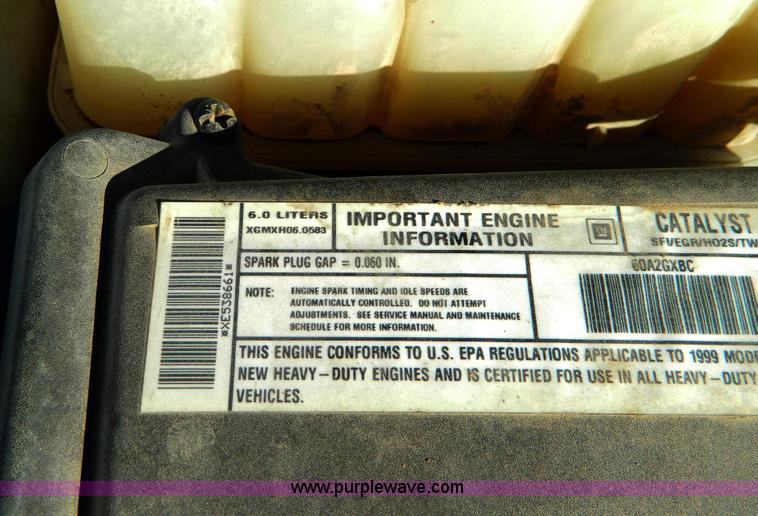 6.0 LITERS
XGMXH06.0583
IMPORTANT ENGINE
INFORMATION
GM
CATALYST
SFI/EGR/HO2S/TW
SPARK PLUG GAP = 0.060 IN.
60A2GXBC
NOTE: ENGINE SPARK TIMING AND IDLE SPEEDS ARE
AUTOMATICALLY CONTROLLED. DO NOT ATTEMPT
ADJUSTMENTS. SEE SERVICE MANUAL AND MAINTENANCE
SCHEDULE FOR MORE INFORMATION.
*XE538661*
THIS ENGINE CONFORMS TO U.S. EPA REGULATIONS APPLICABLE TO 1999 MODE
NEW HEAVY-DUTY ENGINES AND IS CERTIFIED FOR USE IN ALL HEAVY-DUTY
VEHICLES.
www.purplewave.com